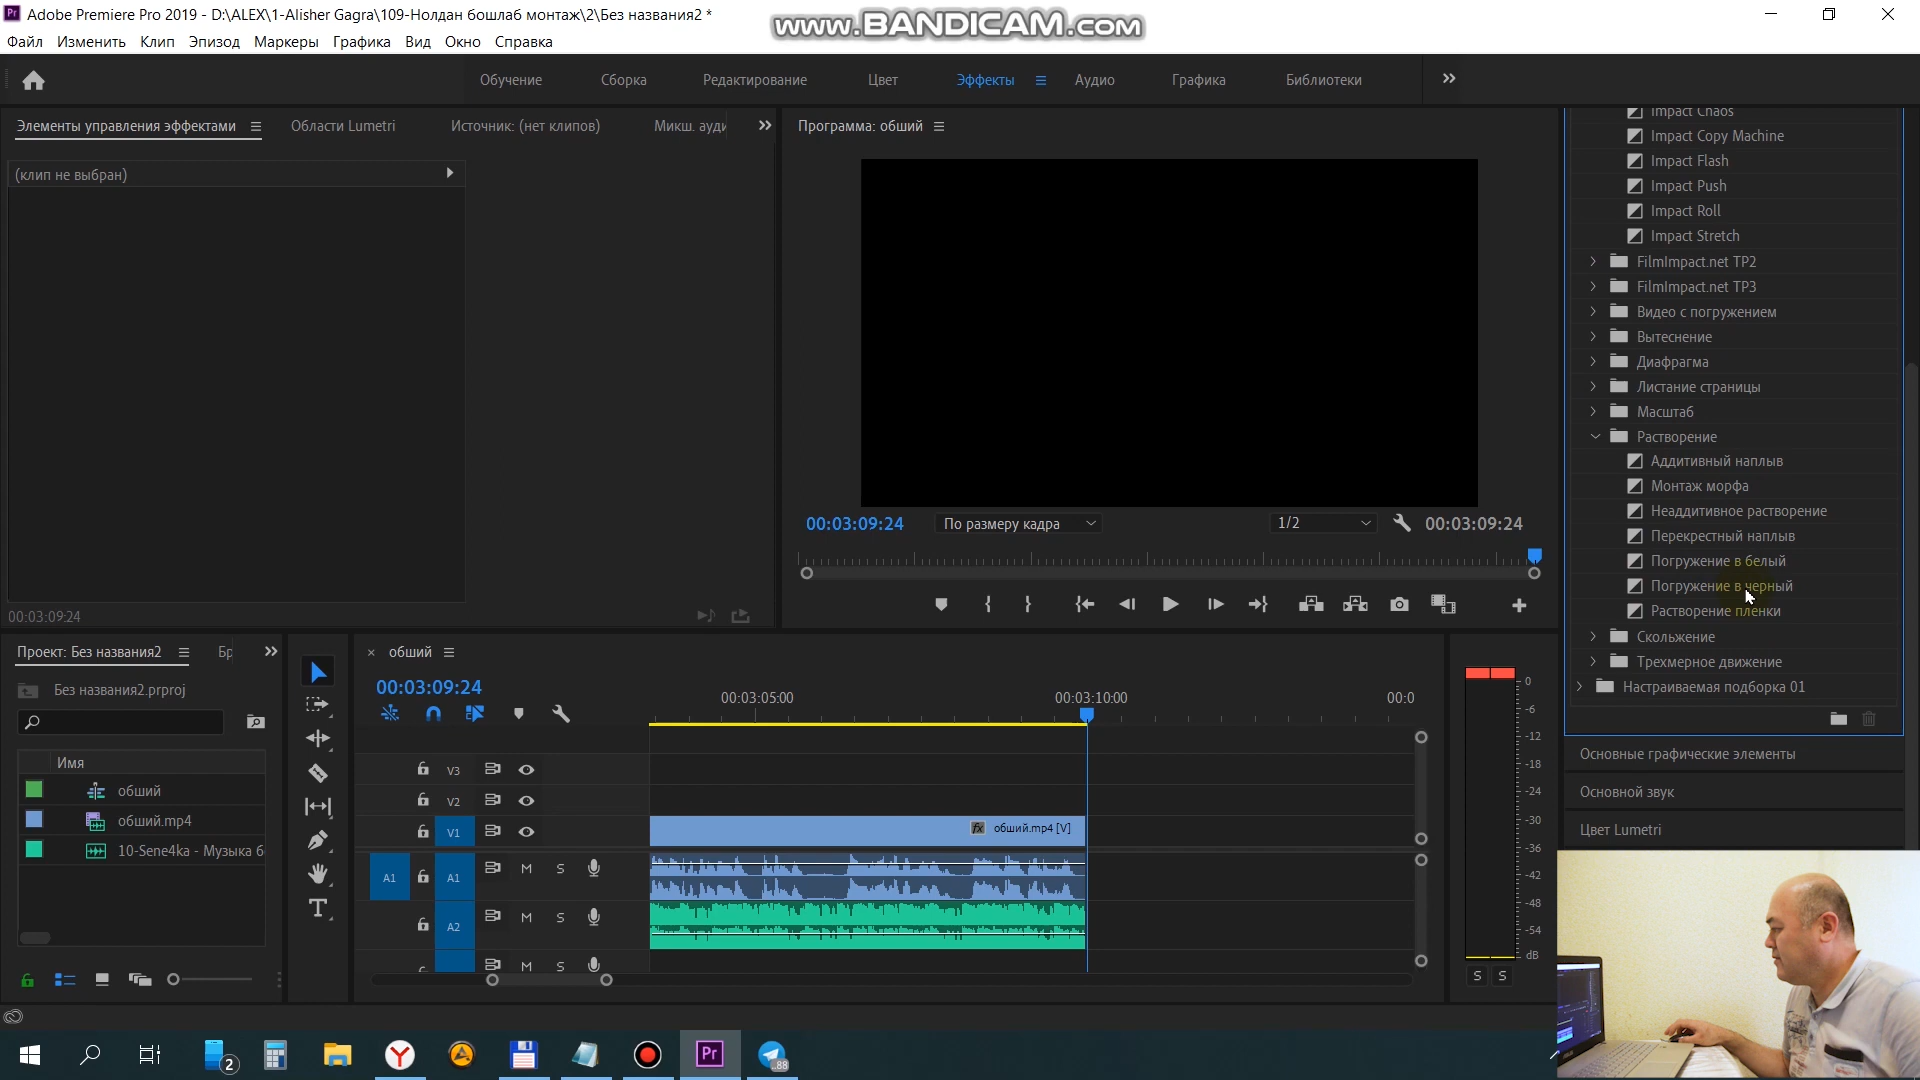 Adobe Premiere Pro 2019 - D:\ALEX\1-Alisher Gagra\109-Нолдан бошлаб монтаж\2\Без названия2 *
www.BANDICAM.com
Файл Изменить Клип Эпизод Маркеры Графика Вид Окно Справка
Обучение Сборка Редактирование Цвет Эффекты Аудио Графика Библиотеки
Элементы управления эффектами Области Lumetri Источник: (нет клипов) Микш. ауди
Программа: обший
(клип не выбран)
00:03:09:24
00:03:09:24 По размеру кадра 1/2 00:03:09:24
Impact Chaos
Impact Copy Machine
Impact Flash
Impact Push
Impact Roll
Impact Stretch
FilmImpact.net TP2
FilmImpact.net TP3
Видео с погружением
Вытеснение
Диафрагма
Листание страницы
Масштаб
Растворение
Аддитивный наплыв
Монтаж морфа
Неаддитивное растворение
Перекрестный наплыв
Погружение в белый
Погружение в черный
Растворение пленки
Скольжение
Трехмерное движение
Настраиваемая подборка 01
Основные графические элементы
Основной звук
Цвет Lumetri
Проект: Без названия2 Бр
Без названия2.prproj
Имя
обший
обший.mp4
10-Sene4ka - Музыка б
обший
00:03:09:24
00:03:05:00 00:03:10:00 00:0
V3
V2
V1 обший.mp4 [V]
A1 A1 M S
A2 M S
M S
0
-6
-12
-18
-24
-30
-36
-42
-48
-54
dB
S S
2
Pr
88